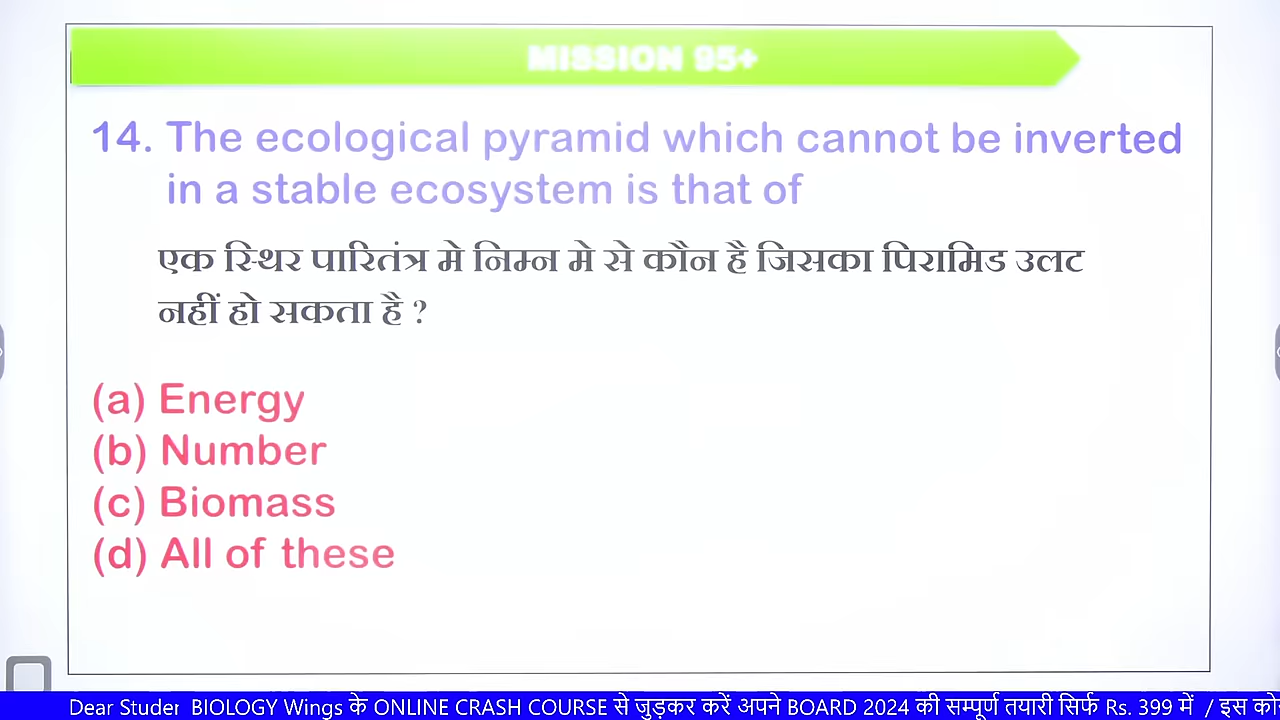 MISSION 95+
14. The ecological pyramid which cannot be inverted
in a stable ecosystem is that of
एक स्थिर पारितंत्र मे निम्न मे से कौन है जिसका पिरामिड उलट
नहीं हो सकता है ?
(a) Energy
(b) Number
(c) Biomass
(d) All of these
Dear Studer BIOLOGY Wings के ONLINE CRASH COURSE से जुड़कर करें अपने BOARD 2024 की सम्पूर्ण तयारी सिर्फ Rs. 399 में / इस को